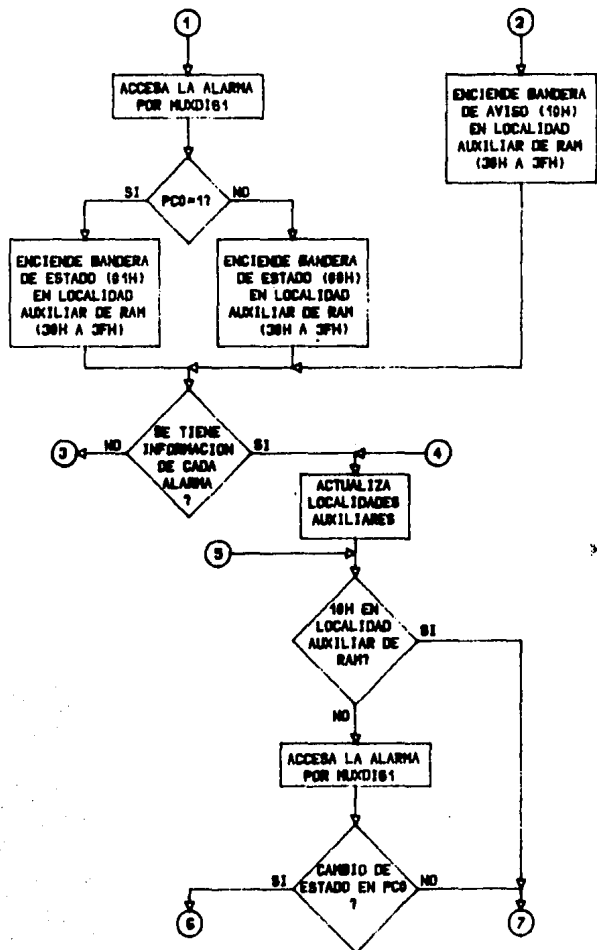 1
2
ACCESA LA ALARMA
POR MUXDIG1
ENCIENDE BANDERA
DE AVISO (10H)
EN LOCALIDAD
AUXILIAR DE RAM
(30H A 3FH)
SI
PC0=1?
NO
ENCIENDE BANDERA
DE ESTADO (01H)
EN LOCALIDAD
AUXILIAR DE RAM
(30H A 3FH)
ENCIENDE BANDERA
DE ESTADO (00H)
EN LOCALIDAD
AUXILIAR DE RAM
(30H A 3FH)
3
NO
SE TIENE
INFORMACION
DE CADA
ALARMA
?
SI
4
ACTUALIZA
LOCALIDADES
AUXILIARES
5
10H EN
LOCALIDAD
AUXILIAR DE
RAM?
SI
NO
ACCESA LA ALARMA
POR MUXDIG1
SI
CAMBIO DE
ESTADO EN PC0
?
NO
6
7